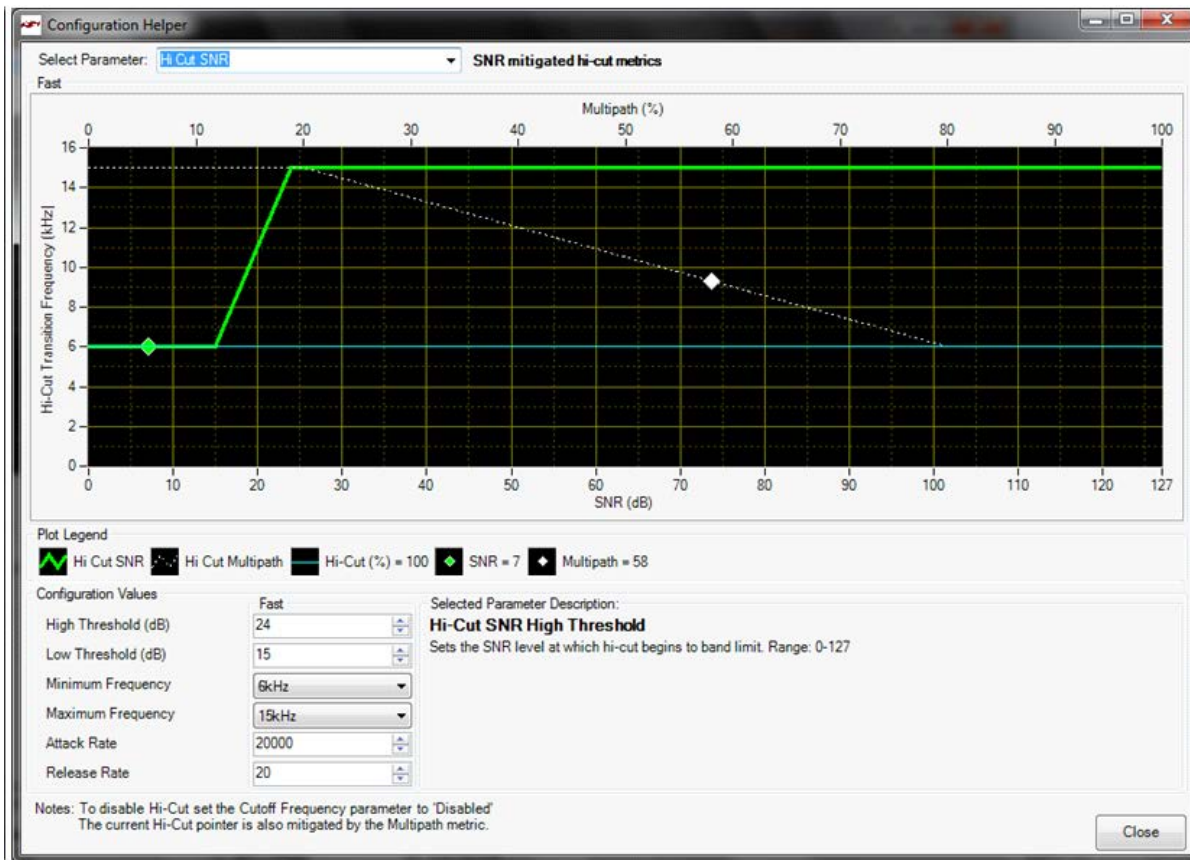 Configuration Helper
Select Parameter: Hi Cut SNR SNR mitigated hi-cut metrics
Fast
Multipath (%)
0 10 20 30 40 50 60 70 80 90 100
Hi-Cut Transition Frequency (kHz)
16
14
12
10
8
6
4
2
0
0 10 20 30 40 50 60 70 80 90 100 110 120 127
SNR (dB)
Plot Legend
Hi Cut SNR Hi Cut Multipath Hi-Cut (%) = 100 SNR = 7 Multipath = 58
Configuration Values
Fast
High Threshold (dB) 24
Low Threshold (dB) 15
Minimum Frequency 6kHz
Maximum Frequency 15kHz
Attack Rate 20000
Release Rate 20
Selected Parameter Description:
Hi-Cut SNR High Threshold
Sets the SNR level at which hi-cut begins to band limit. Range: 0-127
Notes: To disable Hi-Cut set the Cutoff Frequency parameter to 'Disabled'
The current Hi-Cut pointer is also mitigated by the Multipath metric.
Close